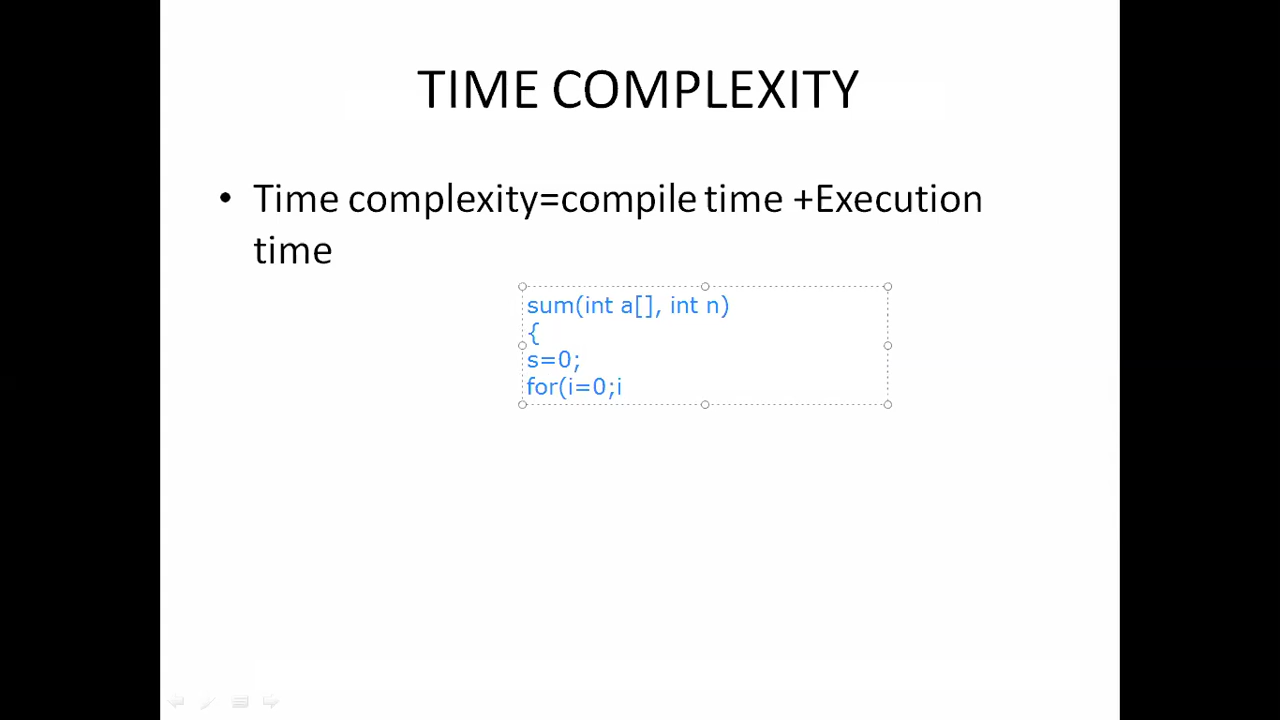 TIME COMPLEXITY
• Time complexity=compile time +Execution
time
sum(int a[], int n)
{
s=0;
for(i=0;i